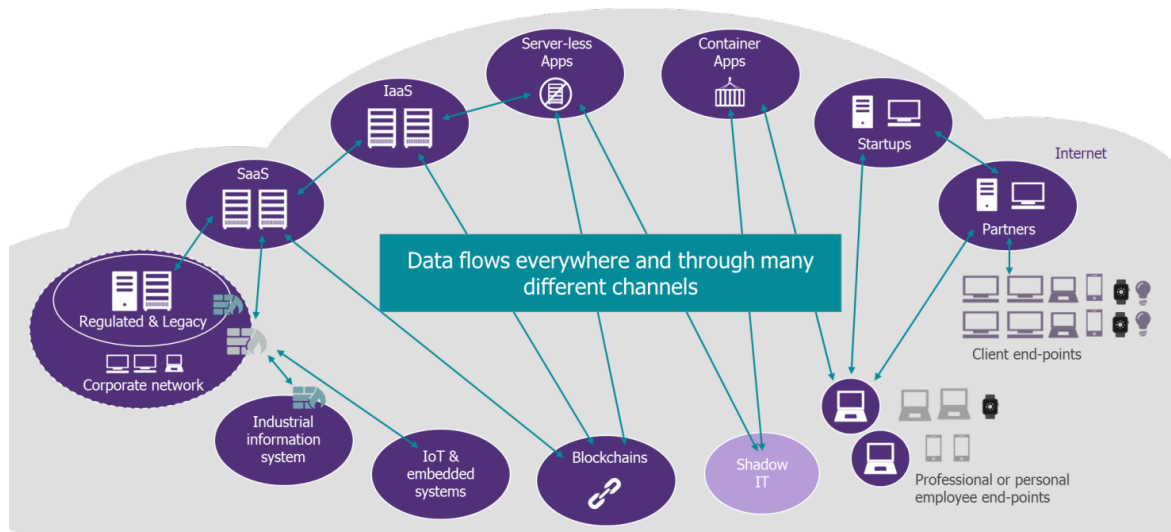 Server-less
Apps
Container
Apps
IaaS
Startups
Internet
SaaS
Partners
Data flows everywhere and through many
different channels
Regulated & Legacy
Corporate network
Client end-points
Industrial
information
system
IoT &
embedded
systems
Blockchains
Shadow
IT
Professional or personal
employee end-points